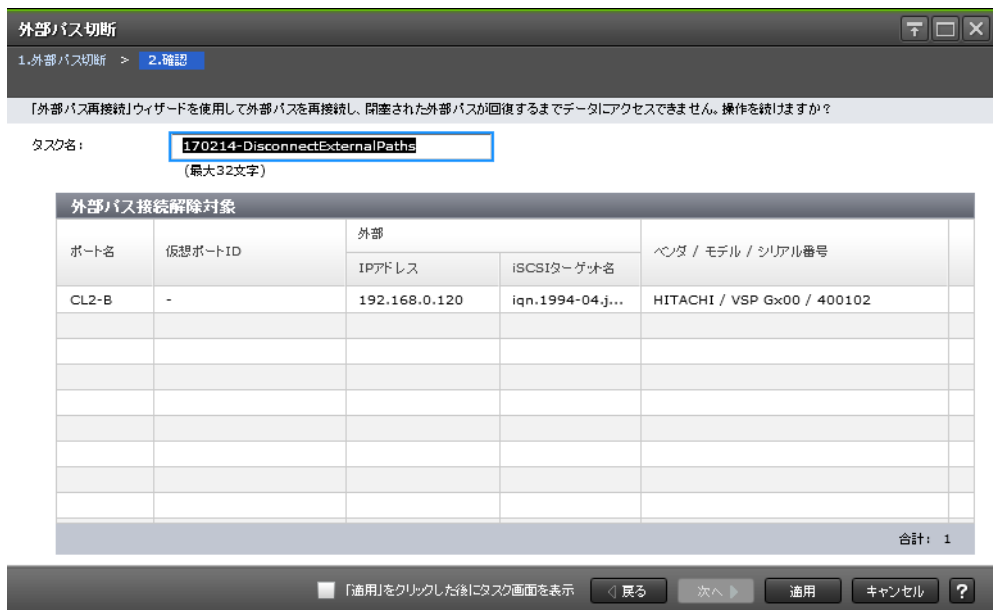 外部パス切断
1.外部パス切断 > 2.確認
「外部パス再接続」ウィザードを使用して外部パスを再接続し、閉塞された外部パスが回復するまでデータにアクセスできません。操作を続けますか?
タスク名: 170214-DisconnectExternalPaths
(最大32文字)
外部パス接続解除対象
ポート名 仮想ポートID 外部 ベンダ / モデル / シリアル番号
IPアドレス iSCSIターゲット名
CL2-B - 192.168.0.120 iqn.1994-04.j... HITACHI / VSP Gx00 / 400102
合計: 1
「適用」をクリックした後にタスク画面を表示 戻る 次へ 適用 キャンセル ?